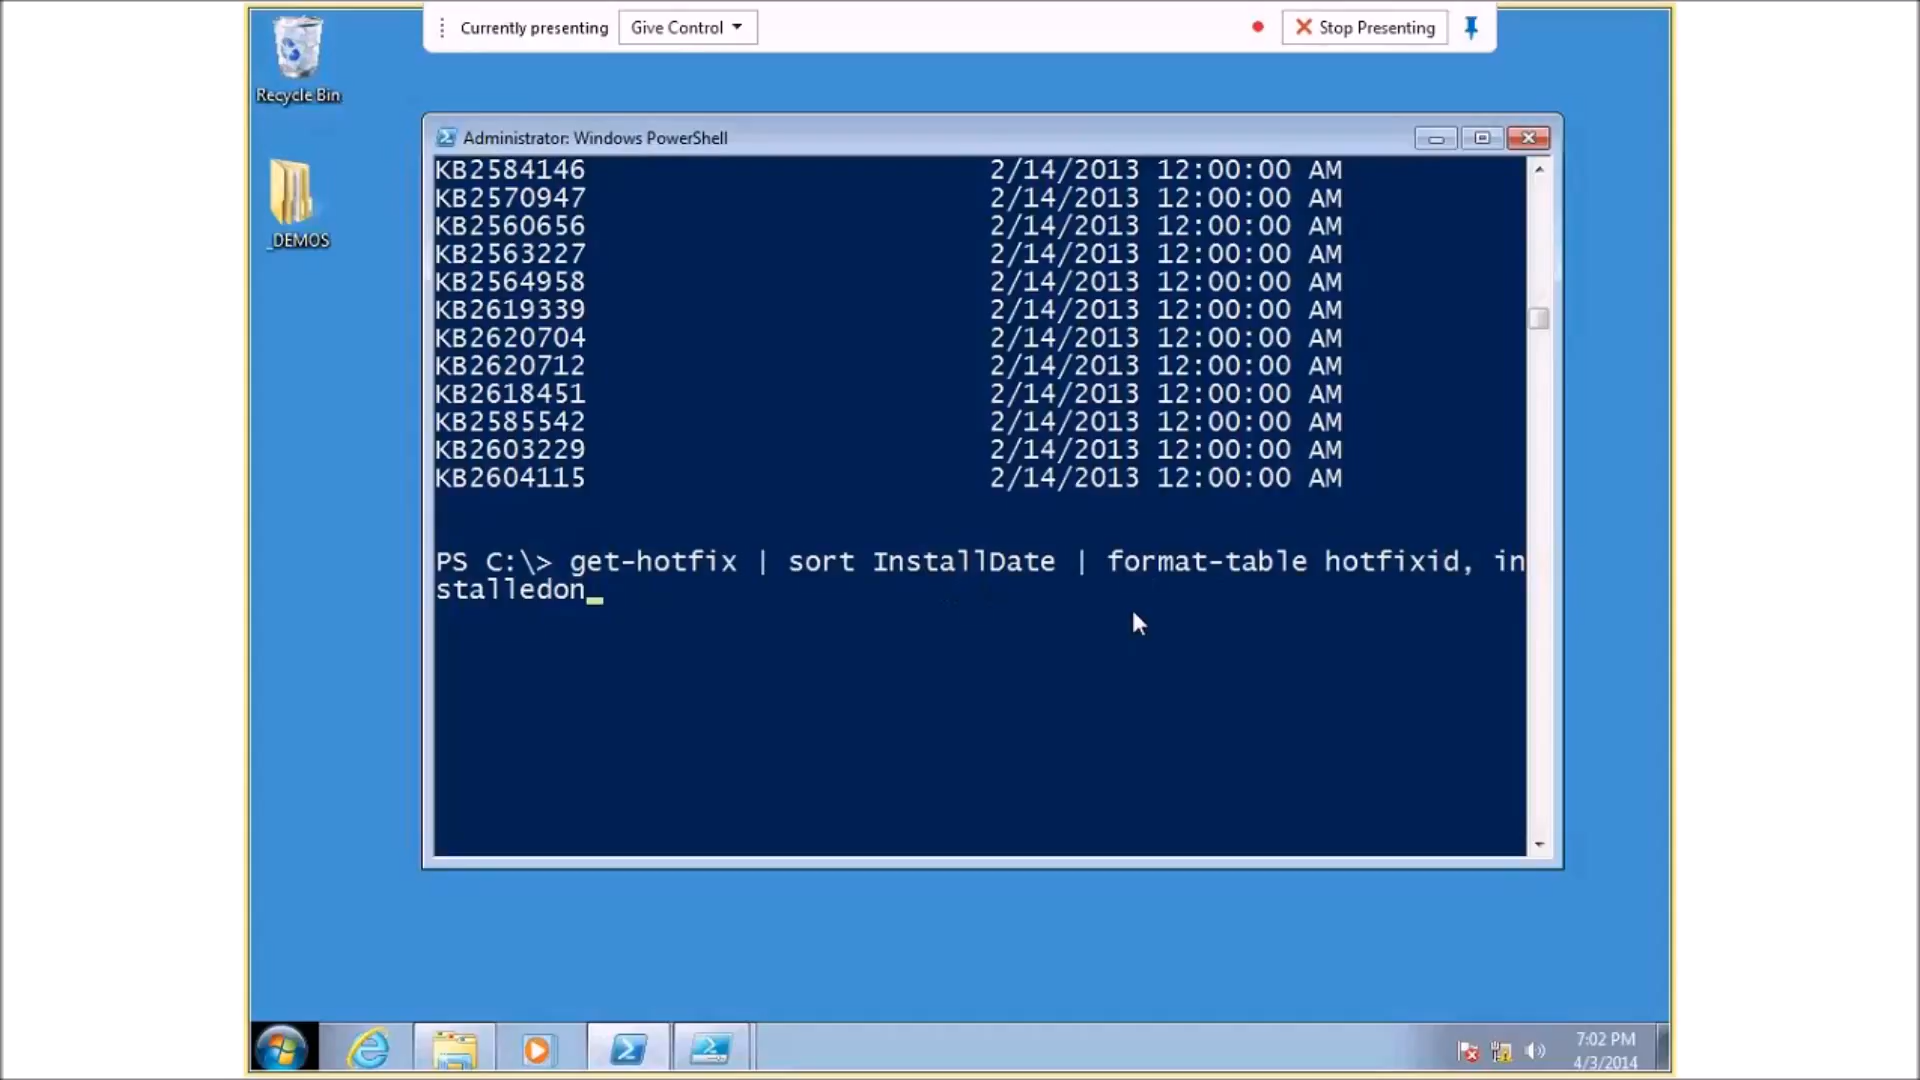 Currently presenting Give Control Stop Presenting
Recycle Bin
_DEMOS
Administrator: Windows PowerShell
KB2584146 2/14/2013 12:00:00 AM
KB2570947 2/14/2013 12:00:00 AM
KB2560656 2/14/2013 12:00:00 AM
KB2563227 2/14/2013 12:00:00 AM
KB2564958 2/14/2013 12:00:00 AM
KB2619339 2/14/2013 12:00:00 AM
KB2620704 2/14/2013 12:00:00 AM
KB2620712 2/14/2013 12:00:00 AM
KB2618451 2/14/2013 12:00:00 AM
KB2585542 2/14/2013 12:00:00 AM
KB2603229 2/14/2013 12:00:00 AM
KB2604115 2/14/2013 12:00:00 AM
PS C:\> get-hotfix | sort InstallDate | format-table hotfixid, in
stalledon_
7:02 PM
4/3/2014